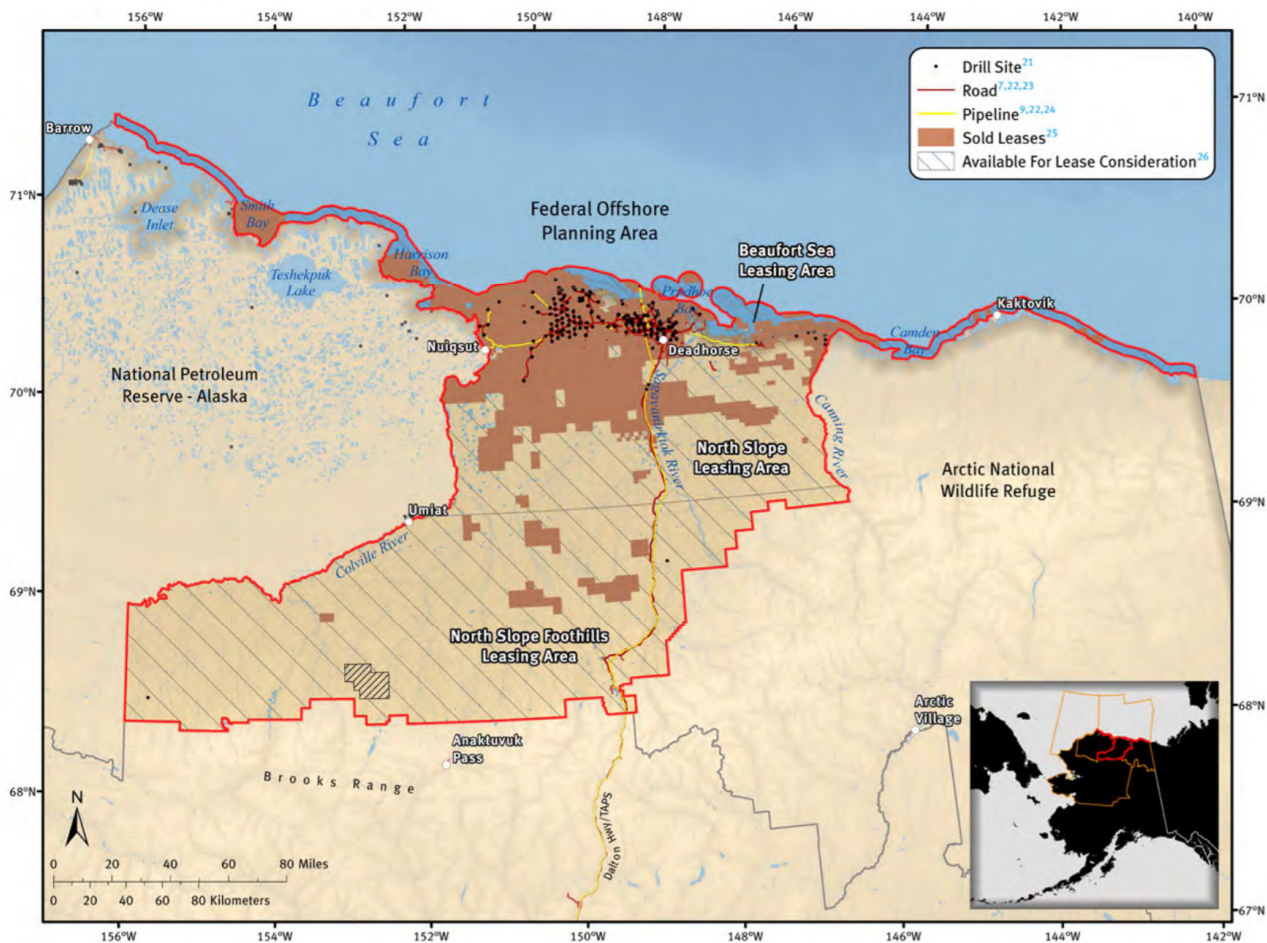 156°W 154°W 152°W 150°W 148°W 146°W 144°W 142°W 140°W
Drill Site21
Road7,22,23
Pipeline9,22,24
Sold Leases25
Available For Lease Consideration26
71°N
Beaufort
Sea
Barrow
71°N
Dease
Inlet
Smith
Bay
Federal Offshore
Planning Area
Beaufort Sea
Leasing Area
Harrison
Bay
Teshekpuk
Lake
Prudhoe
Bay
70°N
Kaktovik
Camden
Bay
Nuiqsut
Deadhorse
National Petroleum
Reserve - Alaska
70°N
Sagavanirktok River
Canning River
North Slope
Leasing Area
Arctic National
Wildlife Refuge
69°N
Umiat
Colville River
69°N
North Slope Foothills
Leasing Area
68°N
Arctic
Village
Anaktuvuk
Pass
Brooks Range
68°N
N
Dalton Hwy/TAPS
0 20 40 60 80 Miles
0 20 40 60 80 Kilometers
67°N
156°W 154°W 152°W 150°W 148°W 146°W 144°W 142°W